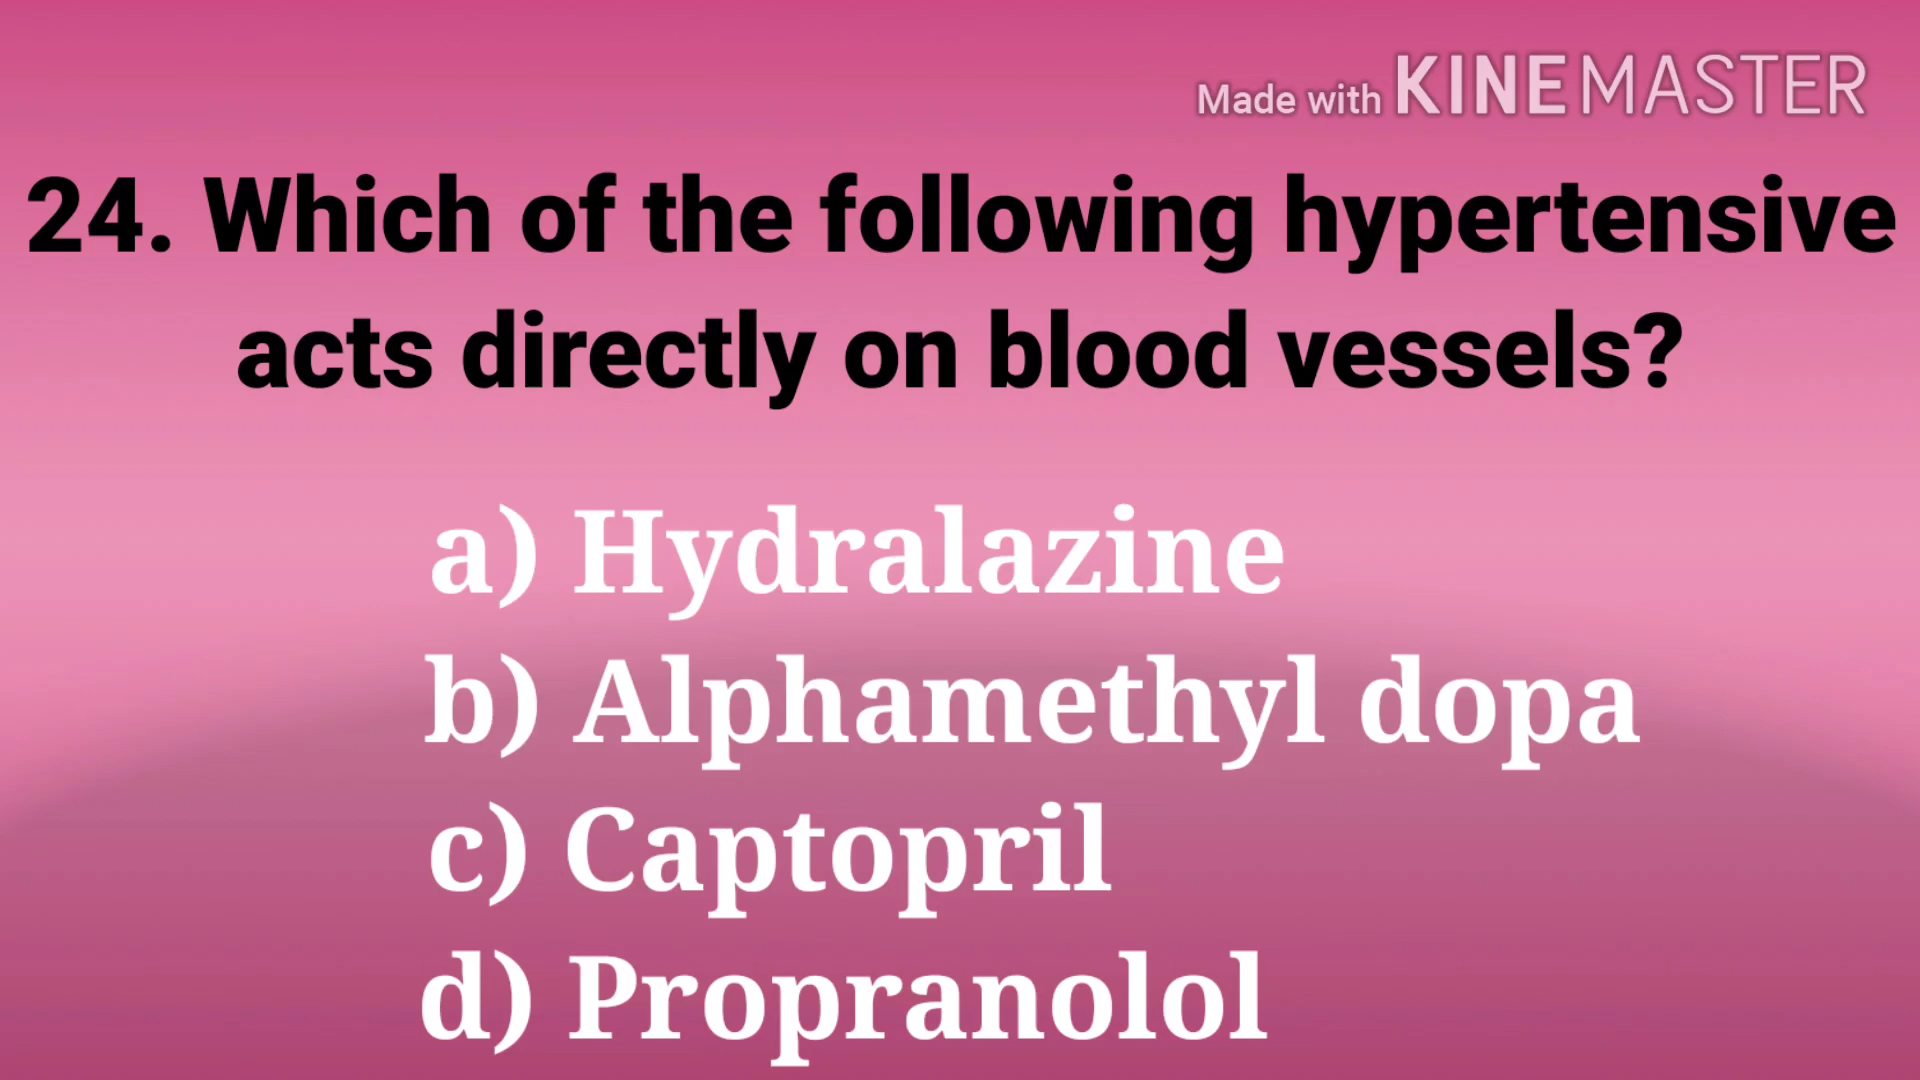 Made with KINEMASTER
24. Which of the following hypertensive
acts directly on blood vessels?
a) Hydralazine
b) Alphamethyl dopa
c) Captopril
d) Propranolol